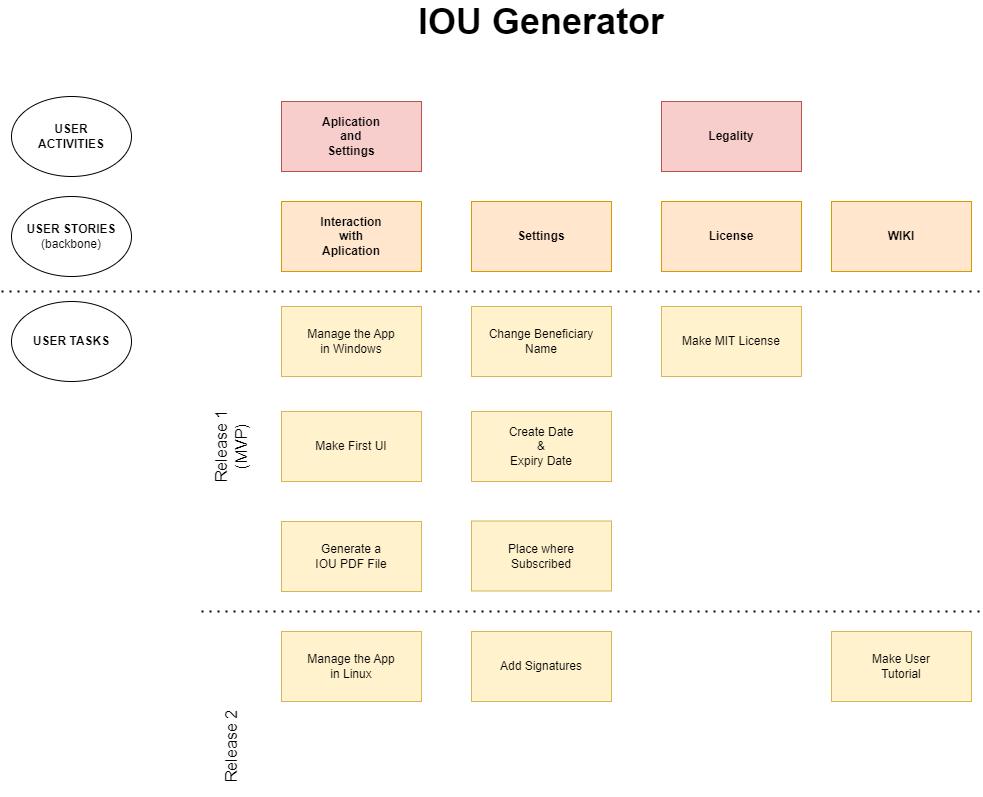 IOU Generator
USER
ACTIVITIES
Aplication
and
Settings
Legality
USER STORIES
(backbone)
Interaction
with
Aplication
Settings
License
WIKI
USER TASKS
Manage the App
in Windows
Change Beneficiary
Name
Make MIT License
Release 1
(MVP)
Make First UI
Create Date
&
Expiry Date
Generate a
IOU PDF File
Place where
Subscribed
Release 2
Manage the App
in Linux
Add Signatures
Make User
Tutorial